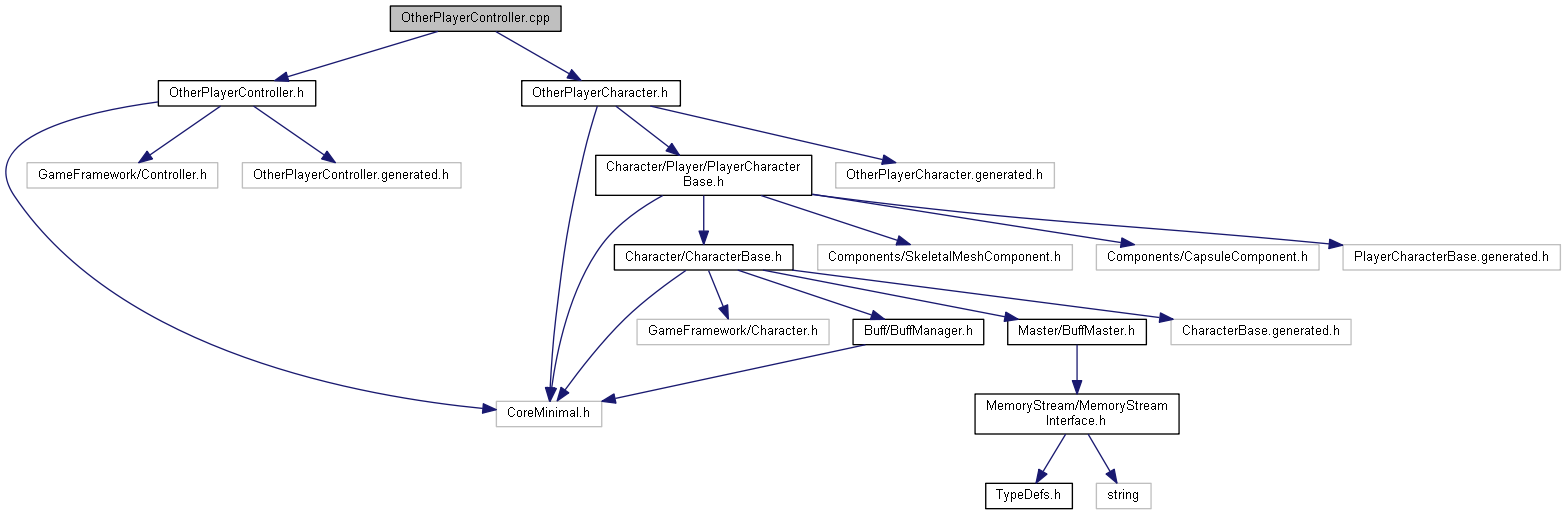 OtherPlayerController.cpp
OtherPlayerController.h
OtherPlayerCharacter.h
GameFramework/Controller.h
OtherPlayerController.generated.h
Character/Player/PlayerCharacter
Base.h
OtherPlayerCharacter.generated.h
Character/CharacterBase.h
Components/SkeletalMeshComponent.h
Components/CapsuleComponent.h
PlayerCharacterBase.generated.h
GameFramework/Character.h
Buff/BuffManager.h
Master/BuffMaster.h
CharacterBase.generated.h
CoreMinimal.h
MemoryStream/MemoryStream
Interface.h
TypeDefs.h
string